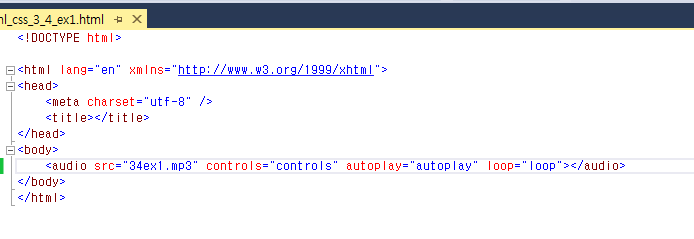 ml_css_3_4_ex1.html
<!DOCTYPE html>
<html lang="en" xmlns="http://www.w3.org/1999/xhtml">
<head>
<meta charset="utf-8" />
<title></title>
</head>
<body>
<audio src="34ex1.mp3" controls="controls" autoplay="autoplay" loop="loop"></audio>
</body>
</html>